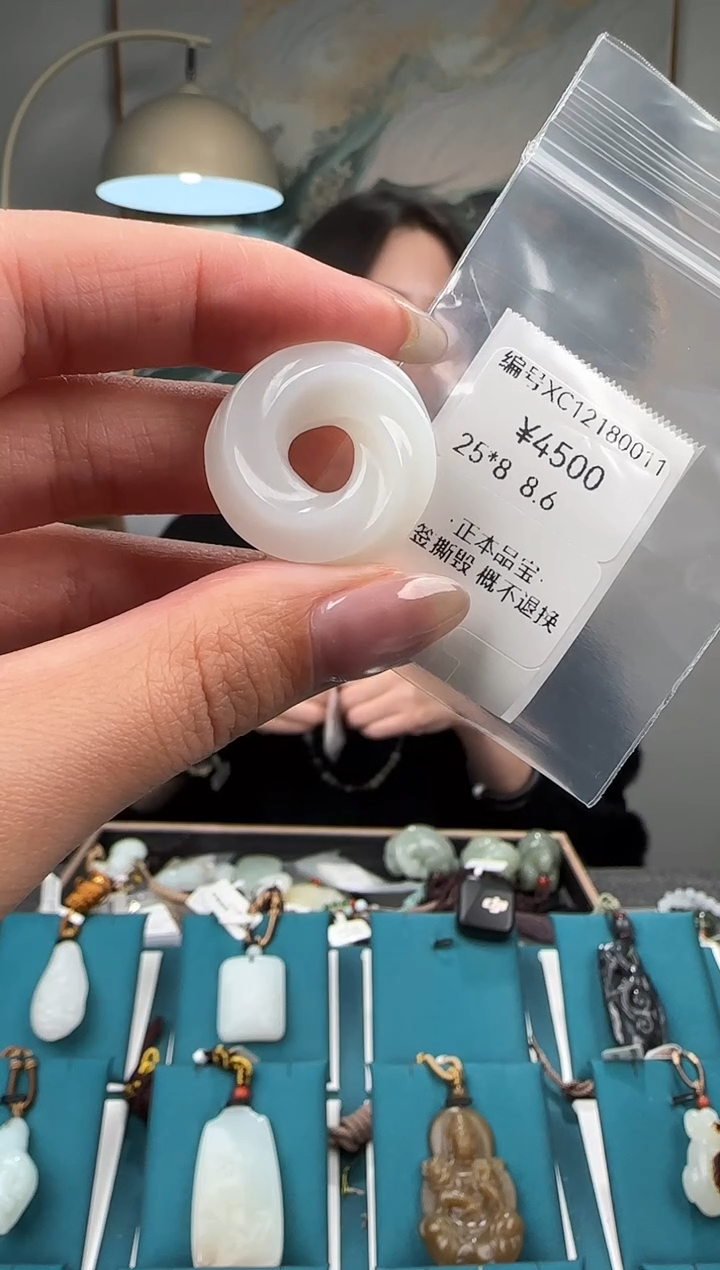 编号XC12180011
¥4500
25*8 8.6
·正本品宝·
签撕毁 概不退换
dji